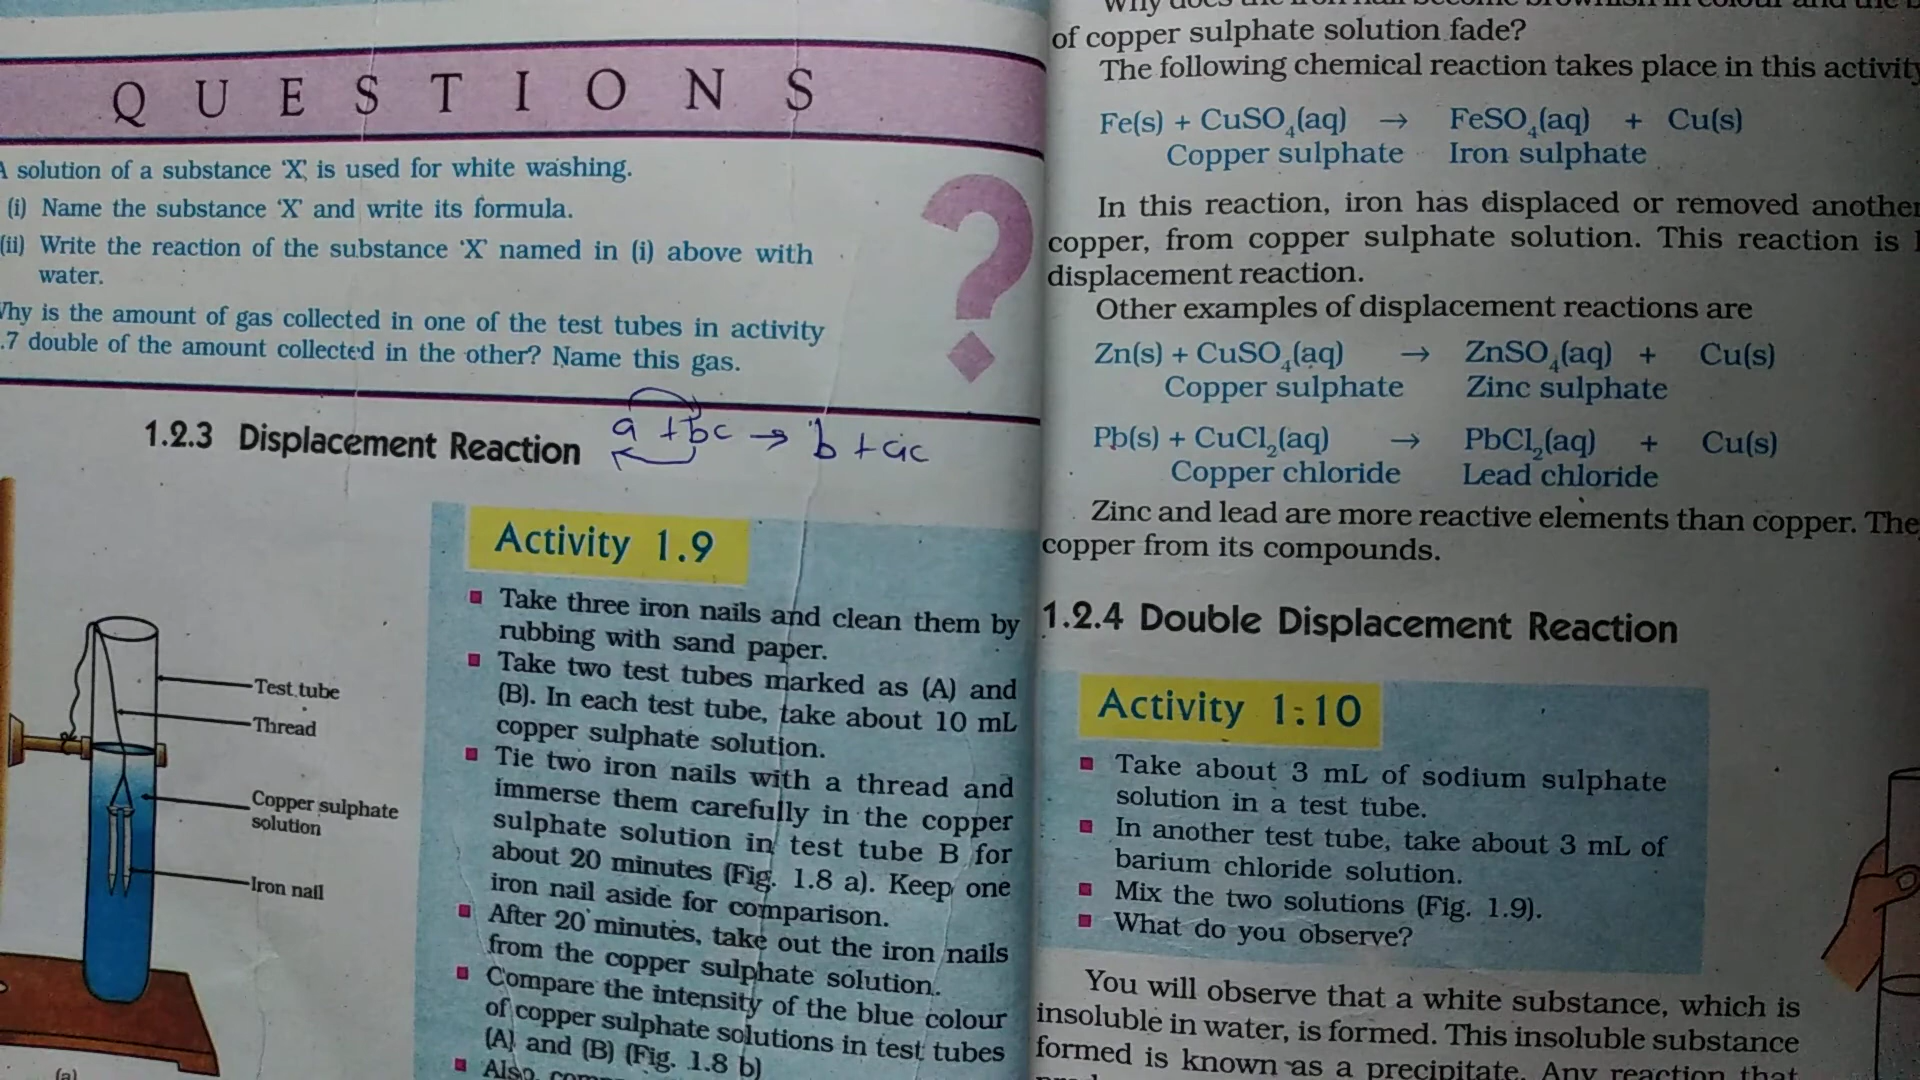 QUESTIONS
A solution of a substance ‘X’ is used for white washing.
(i) Name the substance ‘X’ and write its formula.
(ii) Write the reaction of the substance ‘X’ named in (i) above with
water.
Why is the amount of gas collected in one of the test tubes in activity
.7 double of the amount collected in the other? Name this gas.
1.2.3 Displacement Reaction
a + bc → b + ac
Test tube
Thread
Copper sulphate
solution
Iron nail
(a)
Activity 1.9
Take three iron nails and clean them by
rubbing with sand paper.
Take two test tubes marked as (A) and
(B). In each test tube, take about 10 mL
copper sulphate solution.
Tie two iron nails with a thread and
immerse them carefully in the copper
sulphate solution in test tube B for
about 20 minutes (Fig. 1.8 a). Keep one
iron nail aside for comparison.
After 20 minutes, take out the iron nails
from the copper sulphate solution.
Compare the intensity of the blue colour
of copper sulphate solutions in test tubes
(A) and (B) (Fig. 1.8 b)
Also,
Why does the iron nail become brownish in colour and the
of copper sulphate solution fade?
The following chemical reaction takes place in this activity
Fe(s) + CuSO₄(aq) → FeSO₄(aq) + Cu(s)
Copper sulphate Iron sulphate
In this reaction, iron has displaced or removed another
copper, from copper sulphate solution. This reaction is
displacement reaction.
Other examples of displacement reactions are
Zn(s) + CuSO₄(aq) → ZnSO₄(aq) + Cu(s)
Copper sulphate Zinc sulphate
Pb(s) + CuCl₂(aq) → PbCl₂(aq) + Cu(s)
Copper chloride Lead chloride
Zinc and lead are more reactive elements than copper. The
copper from its compounds.
1.2.4 Double Displacement Reaction
Activity 1.10
Take about 3 mL of sodium sulphate
solution in a test tube.
In another test tube, take about 3 mL of
barium chloride solution.
Mix the two solutions (Fig. 1.9).
What do you observe?
You will observe that a white substance, which is
insoluble in water, is formed. This insoluble substance
formed is known as a precipitate. Any reaction that